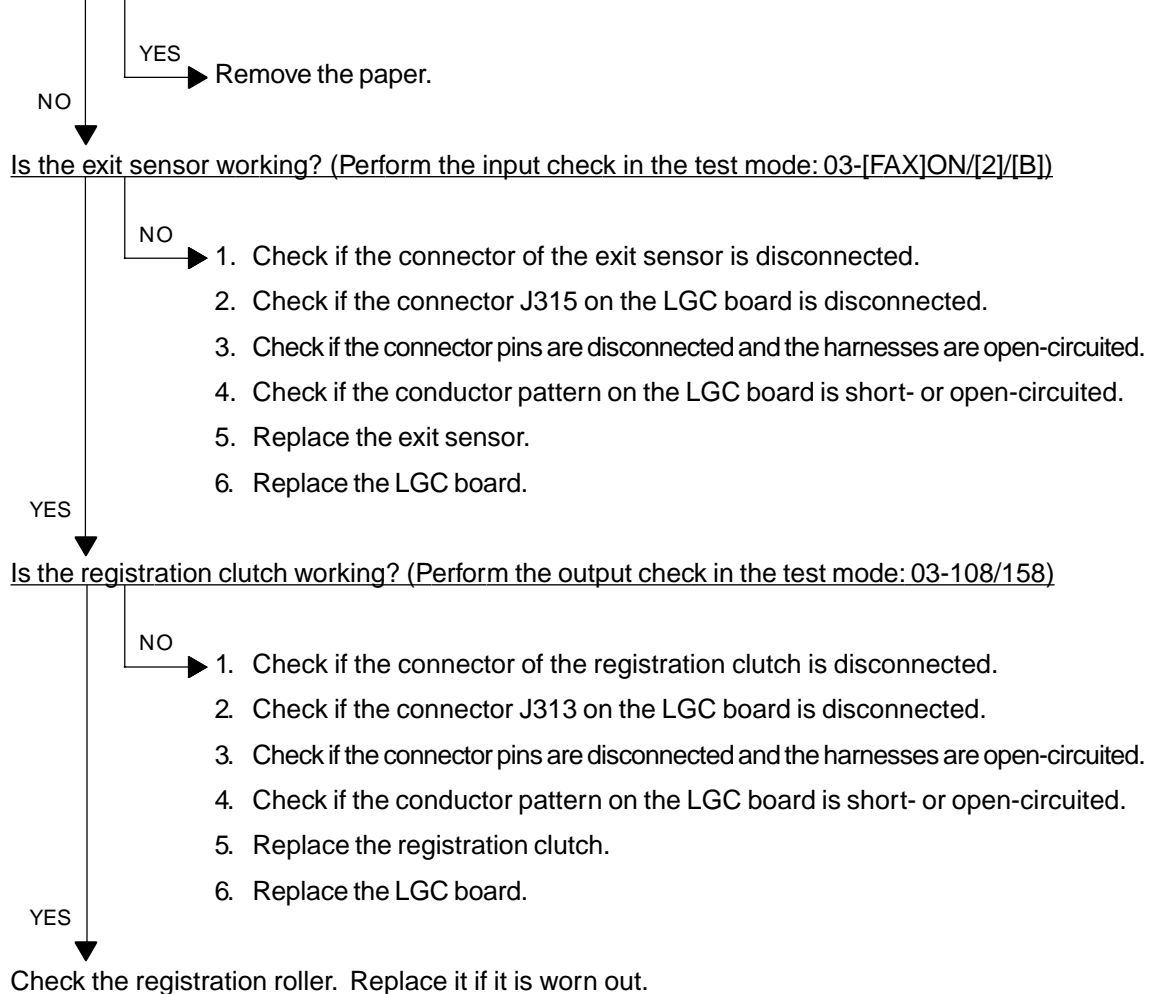 YES
Remove the paper.
NO
Is the exit sensor working? (Perform the input check in the test mode: 03-[FAX]ON/[2]/[B])
NO
1. Check if the connector of the exit sensor is disconnected.
2. Check if the connector J315 on the LGC board is disconnected.
3. Check if the connector pins are disconnected and the harnesses are open-circuited.
4. Check if the conductor pattern on the LGC board is short- or open-circuited.
5. Replace the exit sensor.
6. Replace the LGC board.
YES
Is the registration clutch working? (Perform the output check in the test mode: 03-108/158)
NO
1. Check if the connector of the registration clutch is disconnected.
2. Check if the connector J313 on the LGC board is disconnected.
3. Check if the connector pins are disconnected and the harnesses are open-circuited.
4. Check if the conductor pattern on the LGC board is short- or open-circuited.
5. Replace the registration clutch.
6. Replace the LGC board.
YES
Check the registration roller. Replace it if it is worn out.